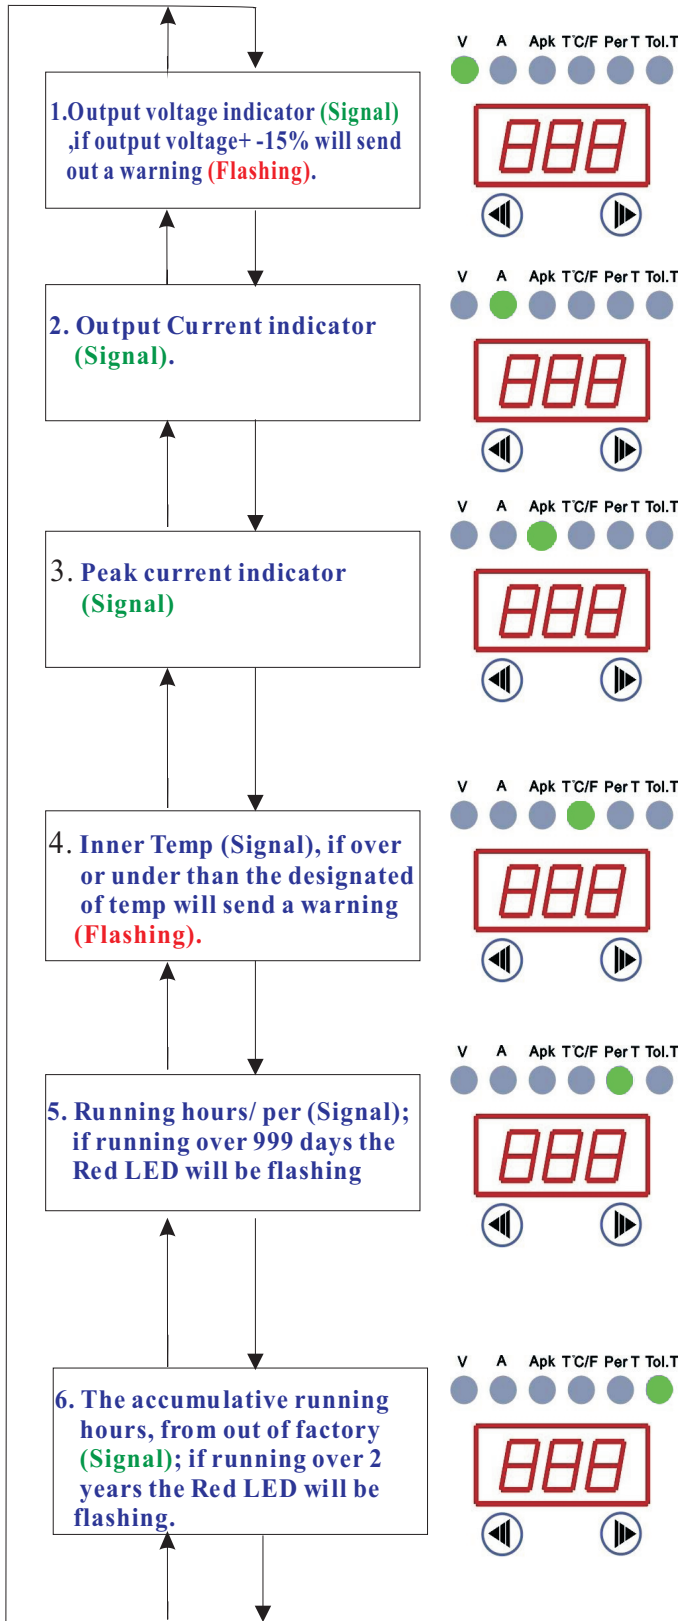 V A Apk T°C/F Per T Tol.T
1.Output voltage indicator (Signal)
,if output voltage+ -15% will send
out a warning (Flashing).
888
V A Apk T°C/F Per T Tol.T
2. Output Current indicator
(Signal).
888
V A Apk T°C/F Per T Tol.T
3. Peak current indicator
(Signal)
888
V A Apk T°C/F Per T Tol.T
4. Inner Temp (Signal), if over
or under than the designated
of temp will send a warning
(Flashing).
888
V A Apk T°C/F Per T Tol.T
5. Running hours/ per (Signal);
if running over 999 days the
Red LED will be flashing
888
V A Apk T°C/F Per T Tol.T
6. The accumulative running
hours, from out of factory
(Signal); if running over 2
years the Red LED will be
flashing.
888